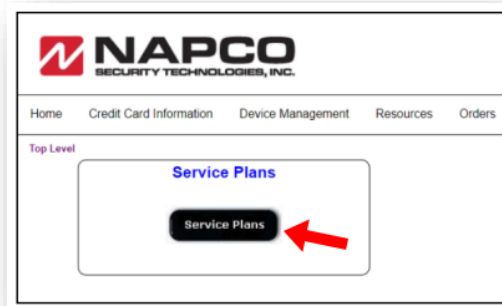 NAPCO
SECURITY TECHNOLOGIES, INC.
Home Credit Card Information Device Management Resources Orders
Top Level
Service Plans
Service Plans